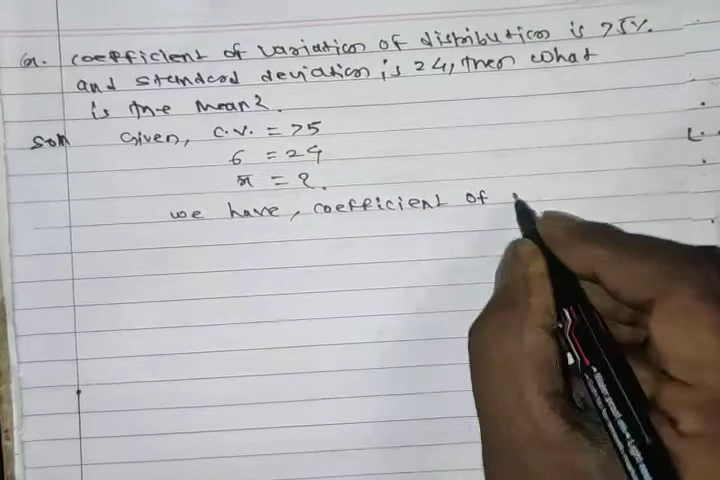 Q. coefficient of variation of distribution is 75%.
and standard deviation is 24, then what
is the mean?
Soln Given, C.V. = 75
σ = 24
x̄ = ?
we have, coefficient of